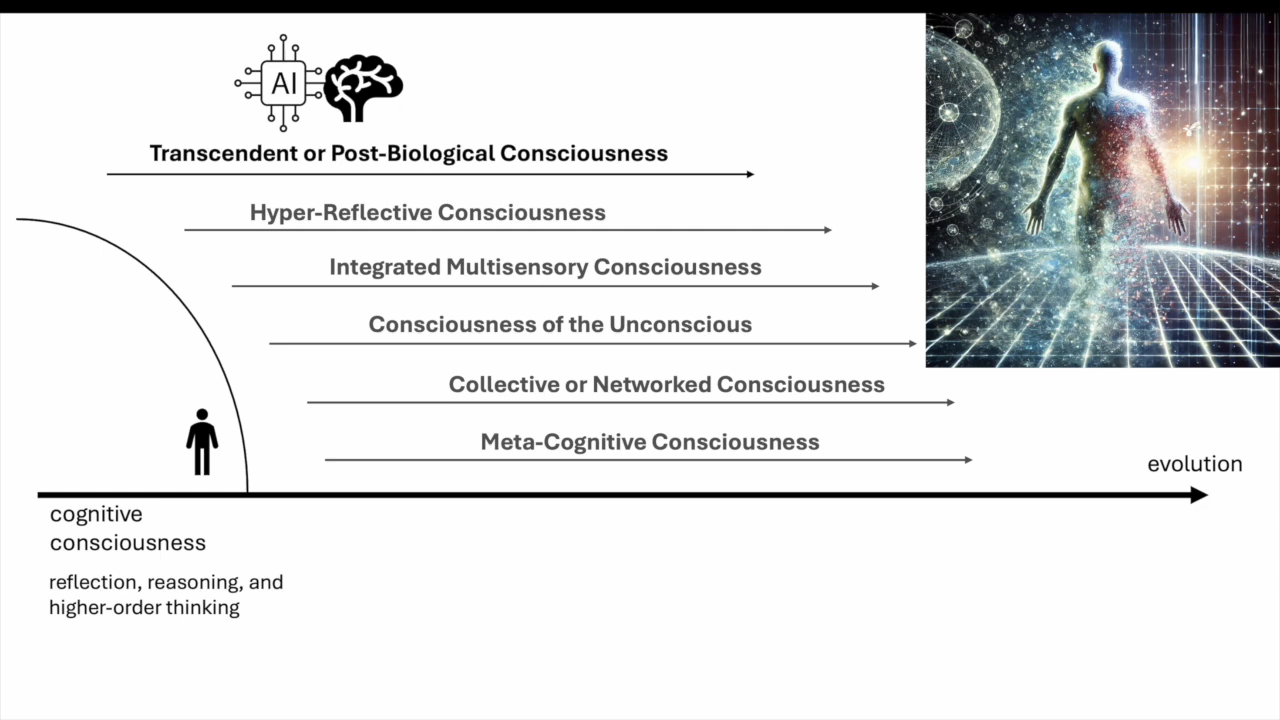 AI
Transcendent or Post-Biological Consciousness
Hyper-Reflective Consciousness
Integrated Multisensory Consciousness
Consciousness of the Unconscious
Collective or Networked Consciousness
Meta-Cognitive Consciousness
evolution
cognitive
consciousness
reflection, reasoning, and
higher-order thinking